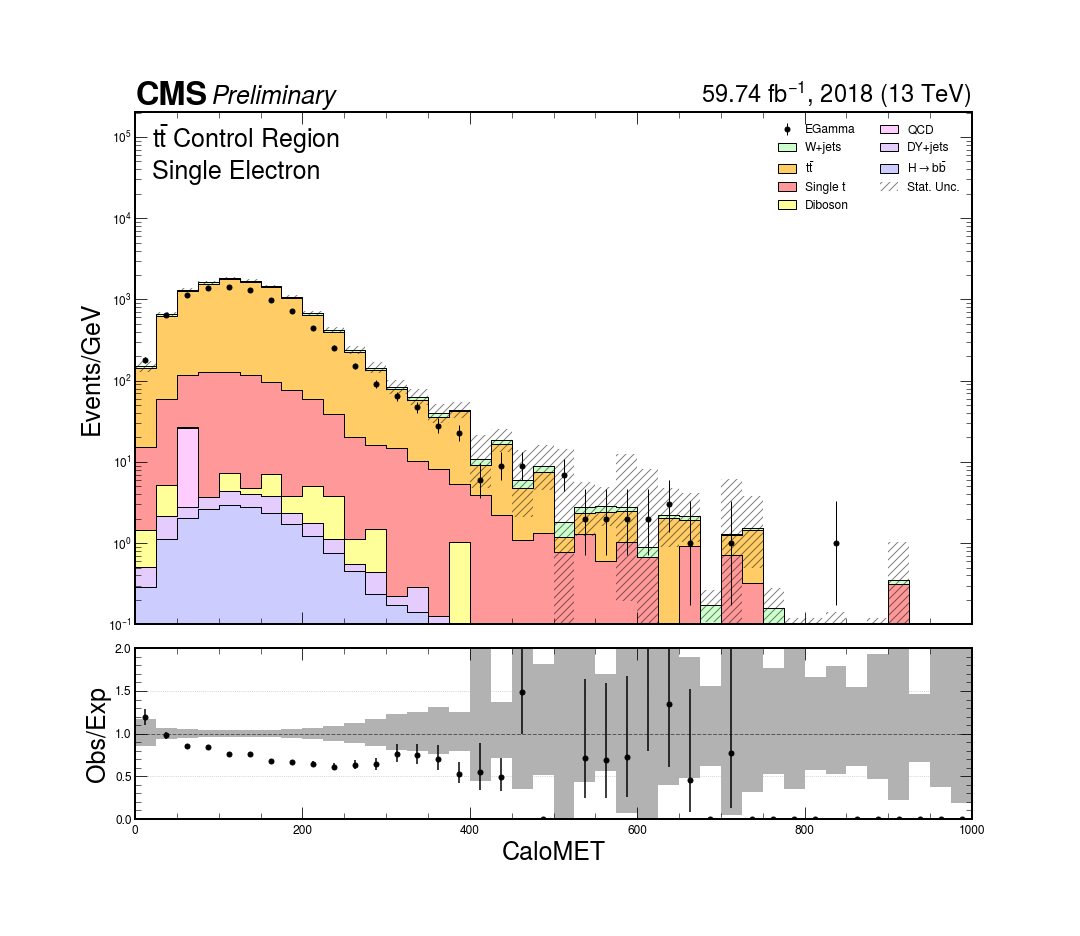 CMS Preliminary 59.74 fb⁻¹, 2018 (13 TeV)
tt̄ Control Region
Single Electron
EGamma
W+jets
tt̄
Single t
Diboson
QCD
DY+jets
H→bb̄
Stat. Unc.
Events/GeV
10⁵
10⁴
10³
10²
10¹
10⁰
10⁻¹
Obs/Exp
2.0
1.5
1.0
0.5
0.0
0 200 400 600 800 1000
CaloMET